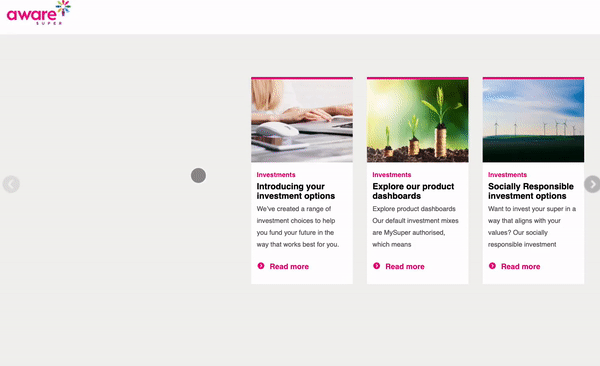 aware
SUPER
Investments
Introducing your
investment options
We've created a range of
investment choices to help
you fund your future in the
way that works best for you.
Read more
Investments
Explore our product
dashboards
Explore product dashboards
Our default investment mixes
are MySuper authorised,
which means
Read more
Investments
Socially Responsible
investment options
Want to invest your super in a
way that aligns with your
values? Our socially
responsible investment
Read more